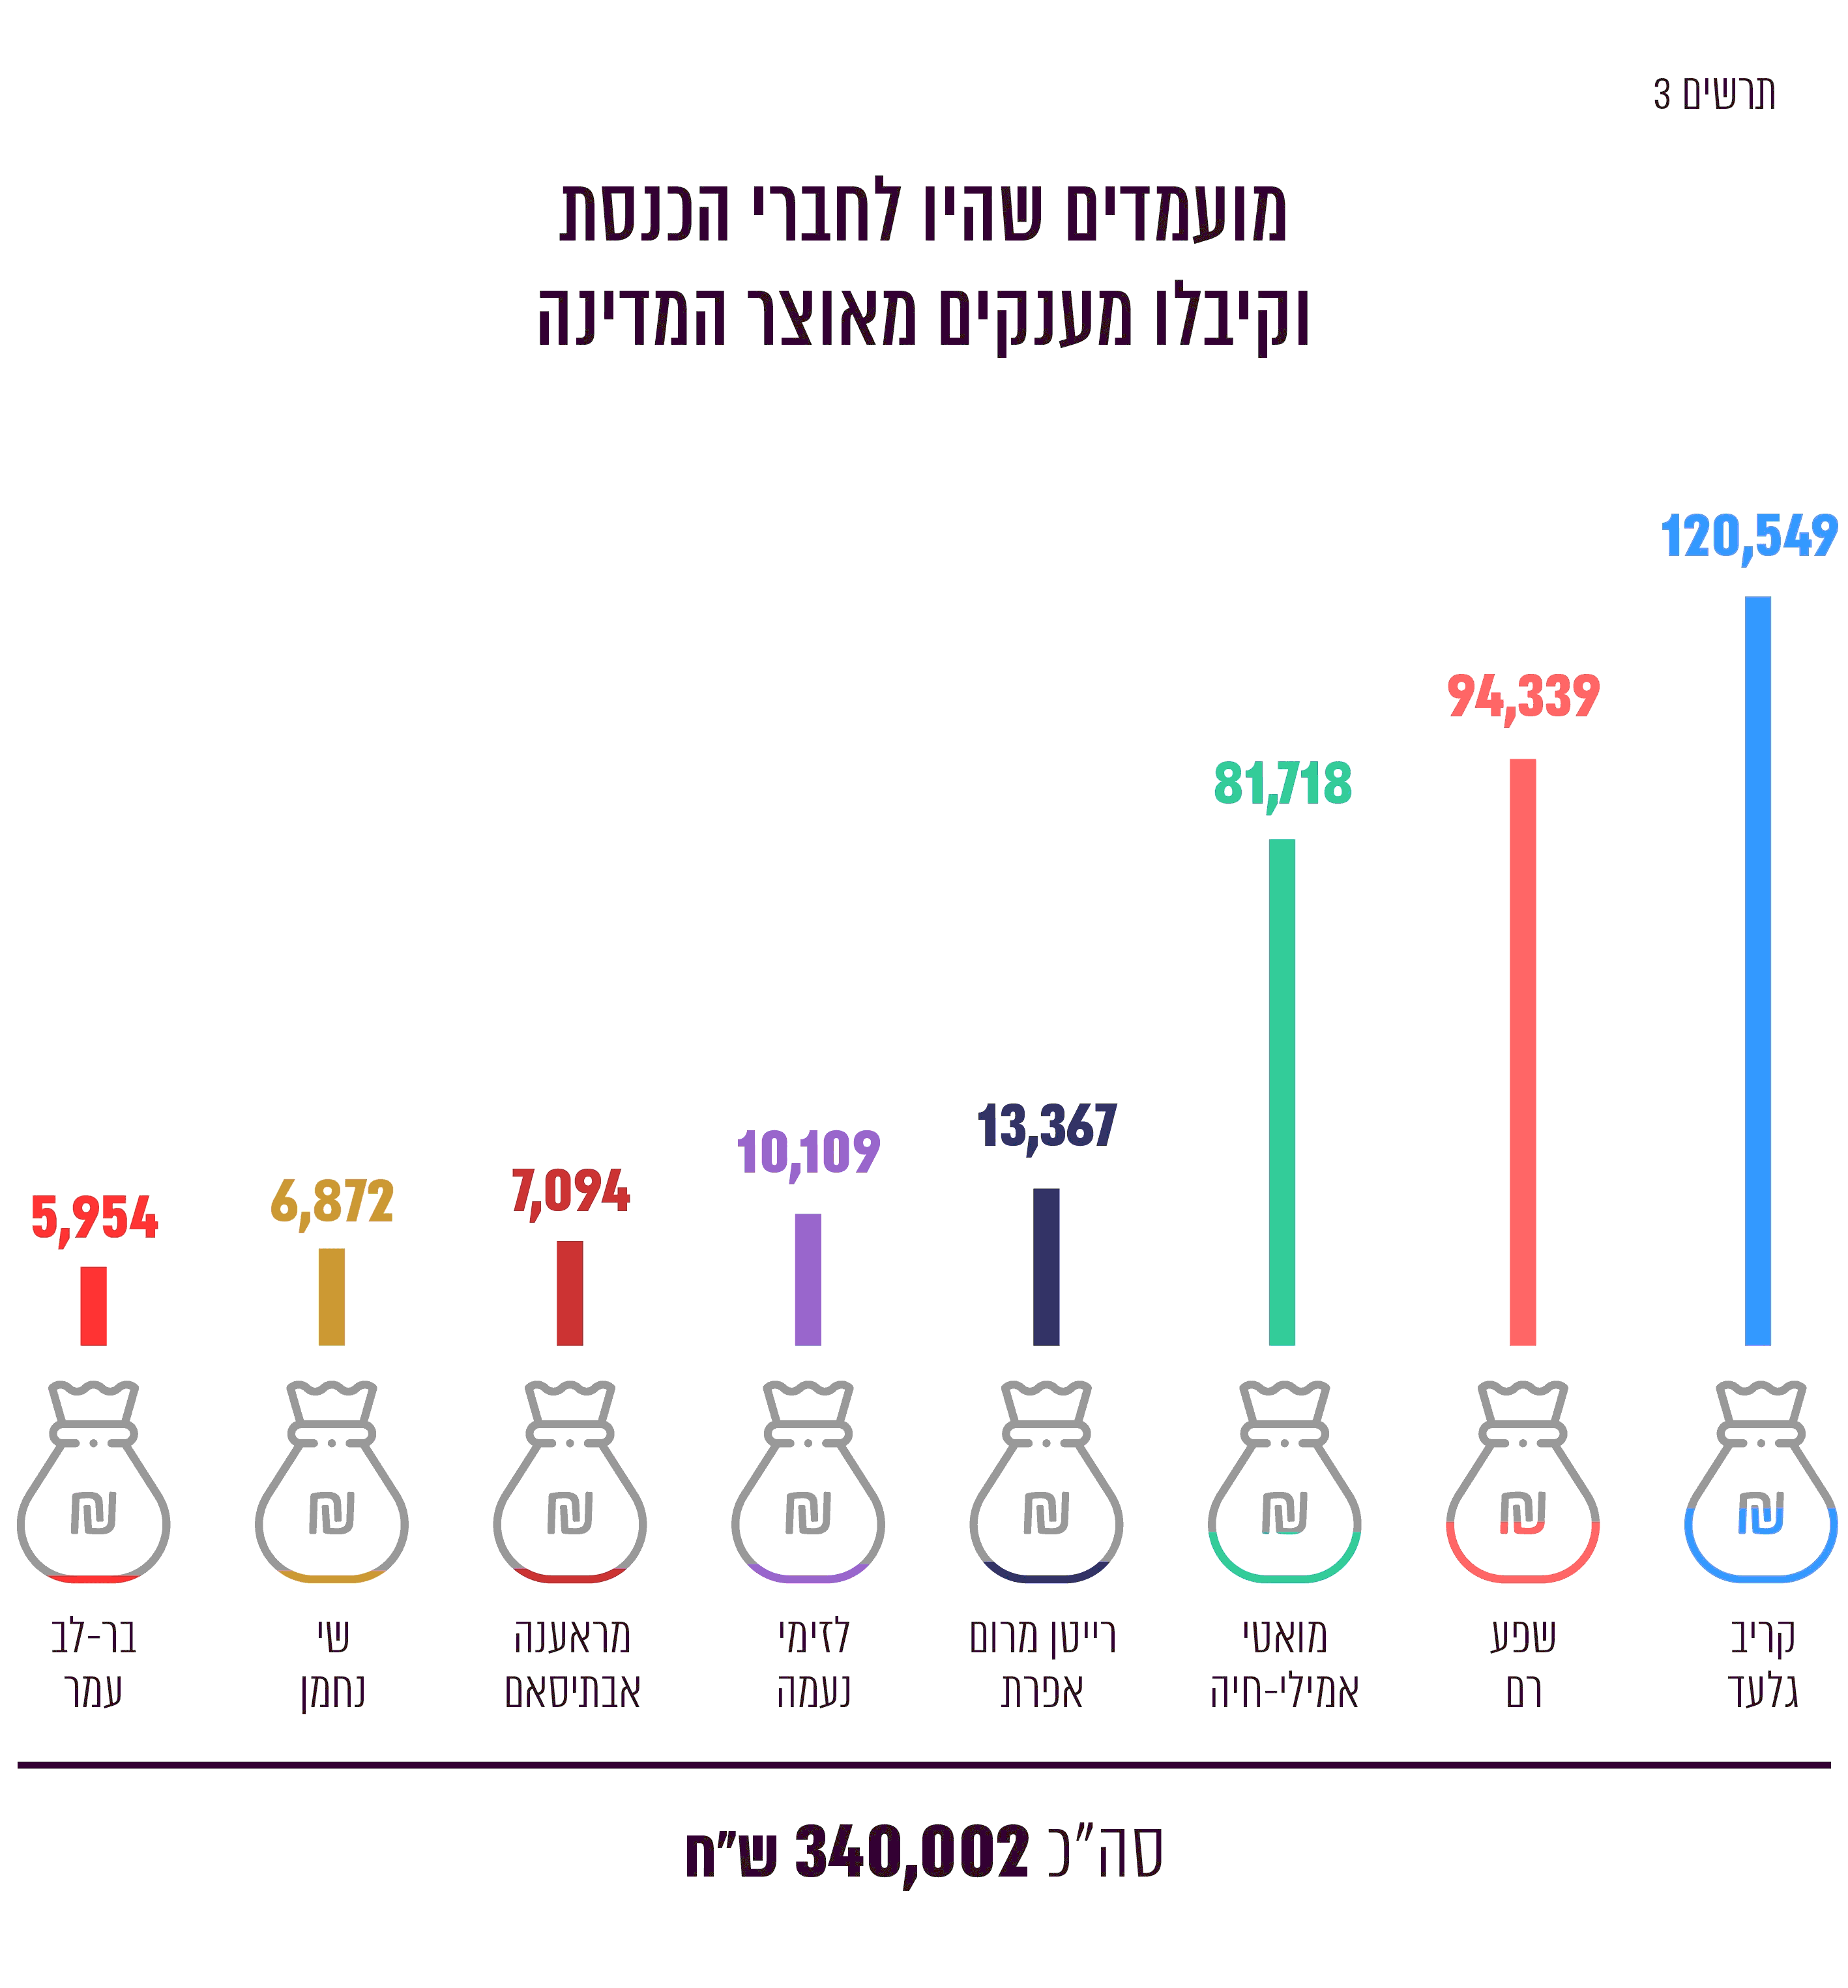 תרשים 3
מועמדים שהיו לחברי הכנסת
וקיבלו מענקים מאוצר המדינה
120,549
94,339
81,718
13,367
10,109
7,094
6,872
5,954
₪ ₪ ₪ ₪ ₪ ₪ ₪ ₪
קריב
גלעד
שפע
רם
מואטי
אמילי-חיה
רייטן מרום
אפרת
לזימי
נעמה
מראענה
אבתיסאם
שי
נחמן
בר-לב
עמר
סה"כ 340,002 ש"ח